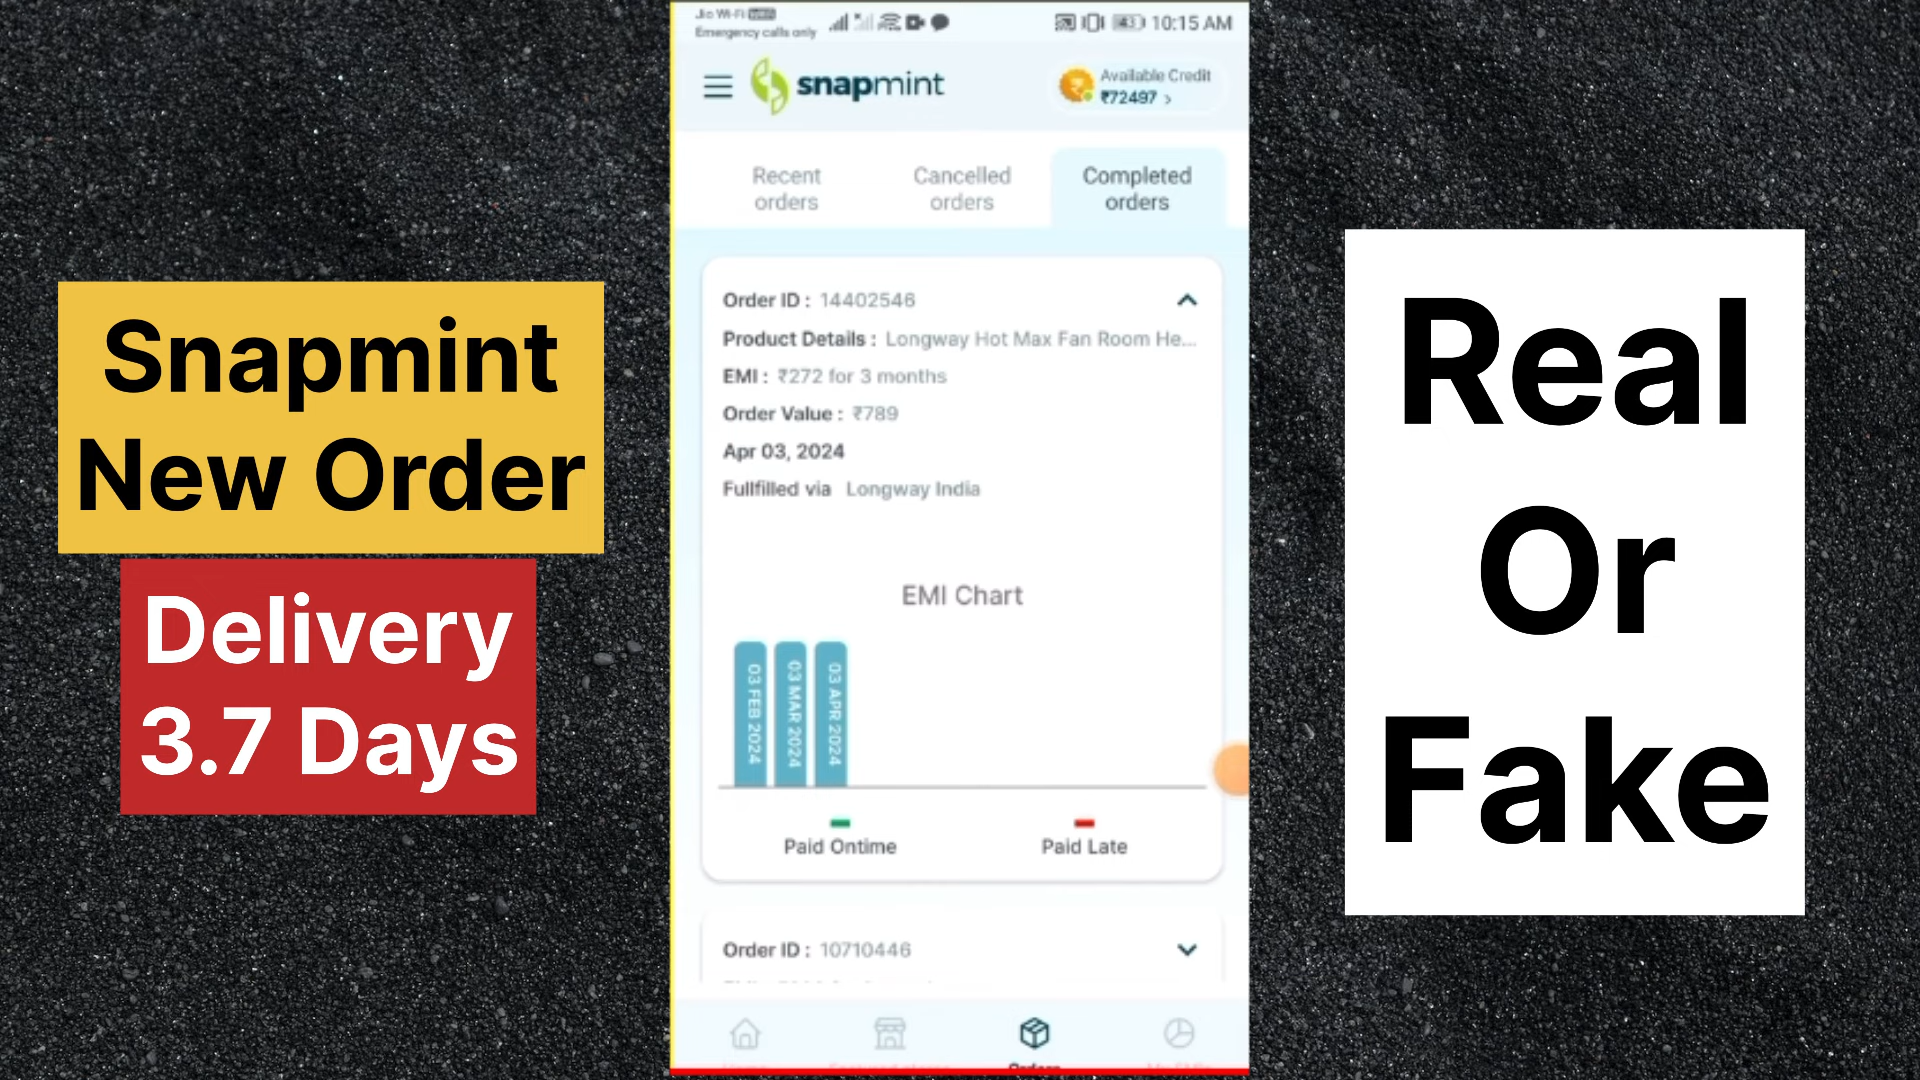 Snapmint
New Order
Delivery
3.7 Days
Jio Wi-Fi
Emergency calls only
43
10:15 AM
snapmint
Available Credit
₹72497 >
Recent
orders
Cancelled
orders
Completed
orders
Order ID : 14402546
Product Details : Longway Hot Max Fan Room He...
EMI : ₹272 for 3 months
Order Value : ₹789
Apr 03, 2024
Fullfilled via Longway India
EMI Chart
03 FEB 2024
03 MAR 2024
03 APR 2024
Paid Ontime
Paid Late
Order ID : 10710446
Orders
Real
Or
Fake